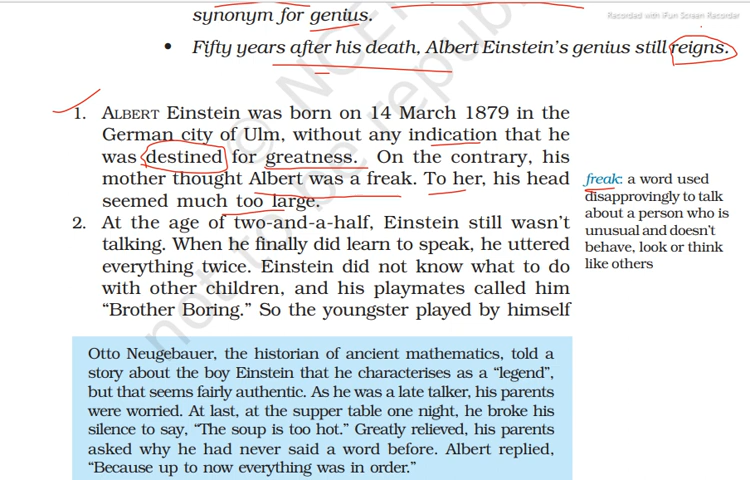 synonym for genius.
Recorded with iFun Screen Recorder
• Fifty years after his death, Albert Einstein's genius still reigns.
1. ALBERT Einstein was born on 14 March 1879 in the
German city of Ulm, without any indication that he
was destined for greatness. On the contrary, his
mother thought Albert was a freak. To her, his head
seemed much too large.
freak: a word used
disapprovingly to talk
about a person who is
unusual and doesn't
behave, look or think
like others
2. At the age of two-and-a-half, Einstein still wasn't
talking. When he finally did learn to speak, he uttered
everything twice. Einstein did not know what to do
with other children, and his playmates called him
“Brother Boring.” So the youngster played by himself
Otto Neugebauer, the historian of ancient mathematics, told a
story about the boy Einstein that he characterises as a “legend”,
but that seems fairly authentic. As he was a late talker, his parents
were worried. At last, at the supper table one night, he broke his
silence to say, “The soup is too hot.” Greatly relieved, his parents
asked why he had never said a word before. Albert replied,
“Because up to now everything was in order.”
© NCERT
not to be republ